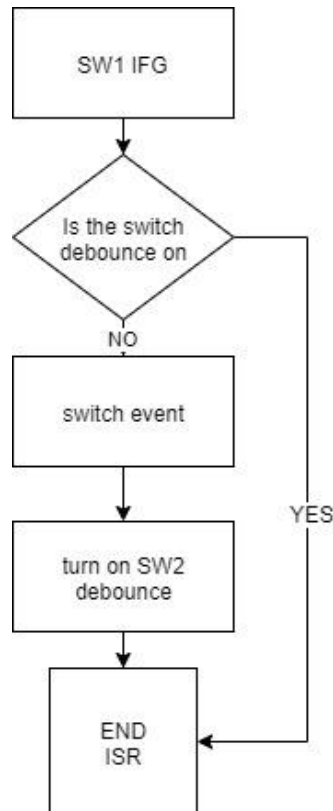 SW1 IFG
Is the switch
debounce on
NO
switch event
YES
turn on SW2
debounce
END
ISR